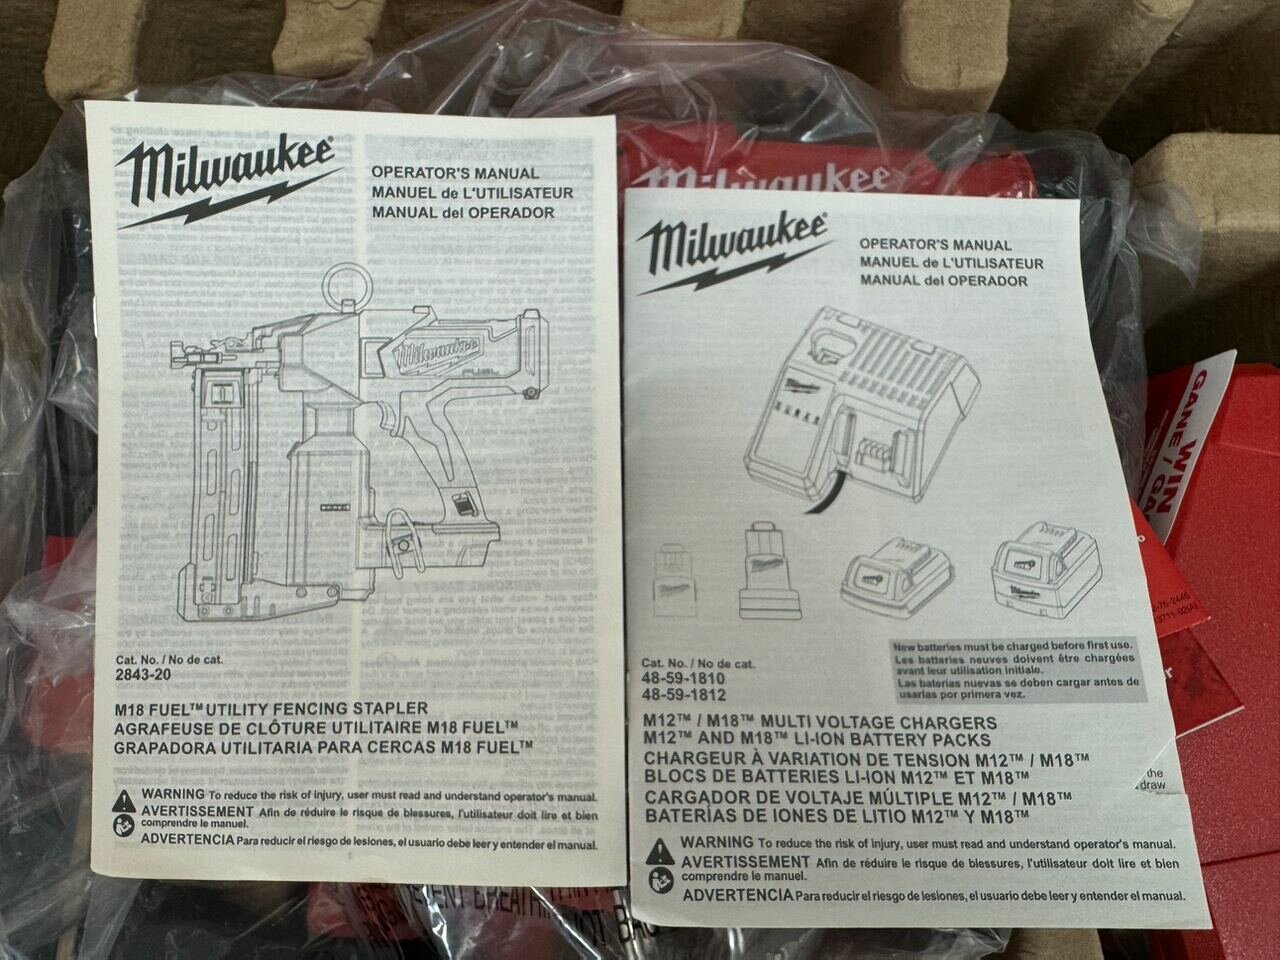 Milwaukee®
OPERATOR'S MANUAL
MANUEL de L'UTILISATEUR
MANUAL del OPERADOR
Milwaukee
FUEL
Cat. No. / No de cat.
2843-20
M18 FUEL™ UTILITY FENCING STAPLER
AGRAFEUSE DE CLÔTURE UTILITAIRE M18 FUEL™
GRAPADORA UTILITARIA PARA CERCAS M18 FUEL™
WARNING To reduce the risk of injury, user must read and understand operator's manual.
AVERTISSEMENT Afin de réduire le risque de blessures, l'utilisateur doit lire et bien
comprendre le manuel.
ADVERTENCIA Para reducir el riesgo de lesiones, el usuario debe leer y entender el manual.
Milwaukee
Milwaukee®
OPERATOR'S MANUAL
MANUEL de L'UTILISATEUR
MANUAL del OPERADOR
Milwaukee
Milwaukee
New batteries must be charged before first use.
Les batteries neuves doivent être chargées
avant leur utilisation initiale.
Las baterias nuevas se deben cargar antes de
usarlas por primera vez.
Cat. No. / No de cat.
48-59-1810
48-59-1812
M12™ / M18™ MULTI VOLTAGE CHARGERS
M12™ AND M18™ LI-ION BATTERY PACKS
CHARGEUR À VARIATION DE TENSION M12™ / M18™
BLOCS DE BATTERIES LI-ION M12™ ET M18™
CARGADOR DE VOLTAJE MÚLTIPLE M12™ / M18™
BATERÍAS DE IONES DE LITIO M12™ Y M18™
WARNING To reduce the risk of injury, user must read and understand operator's manual.
AVERTISSEMENT Afin de réduire le risque de blessures, l'utilisateur doit lire et bien
comprendre le manuel.
ADVERTENCIA Para reducir el riesgo de lesiones, el usuario debe leer y entender el manual.
the
draw
WIN
GANE /